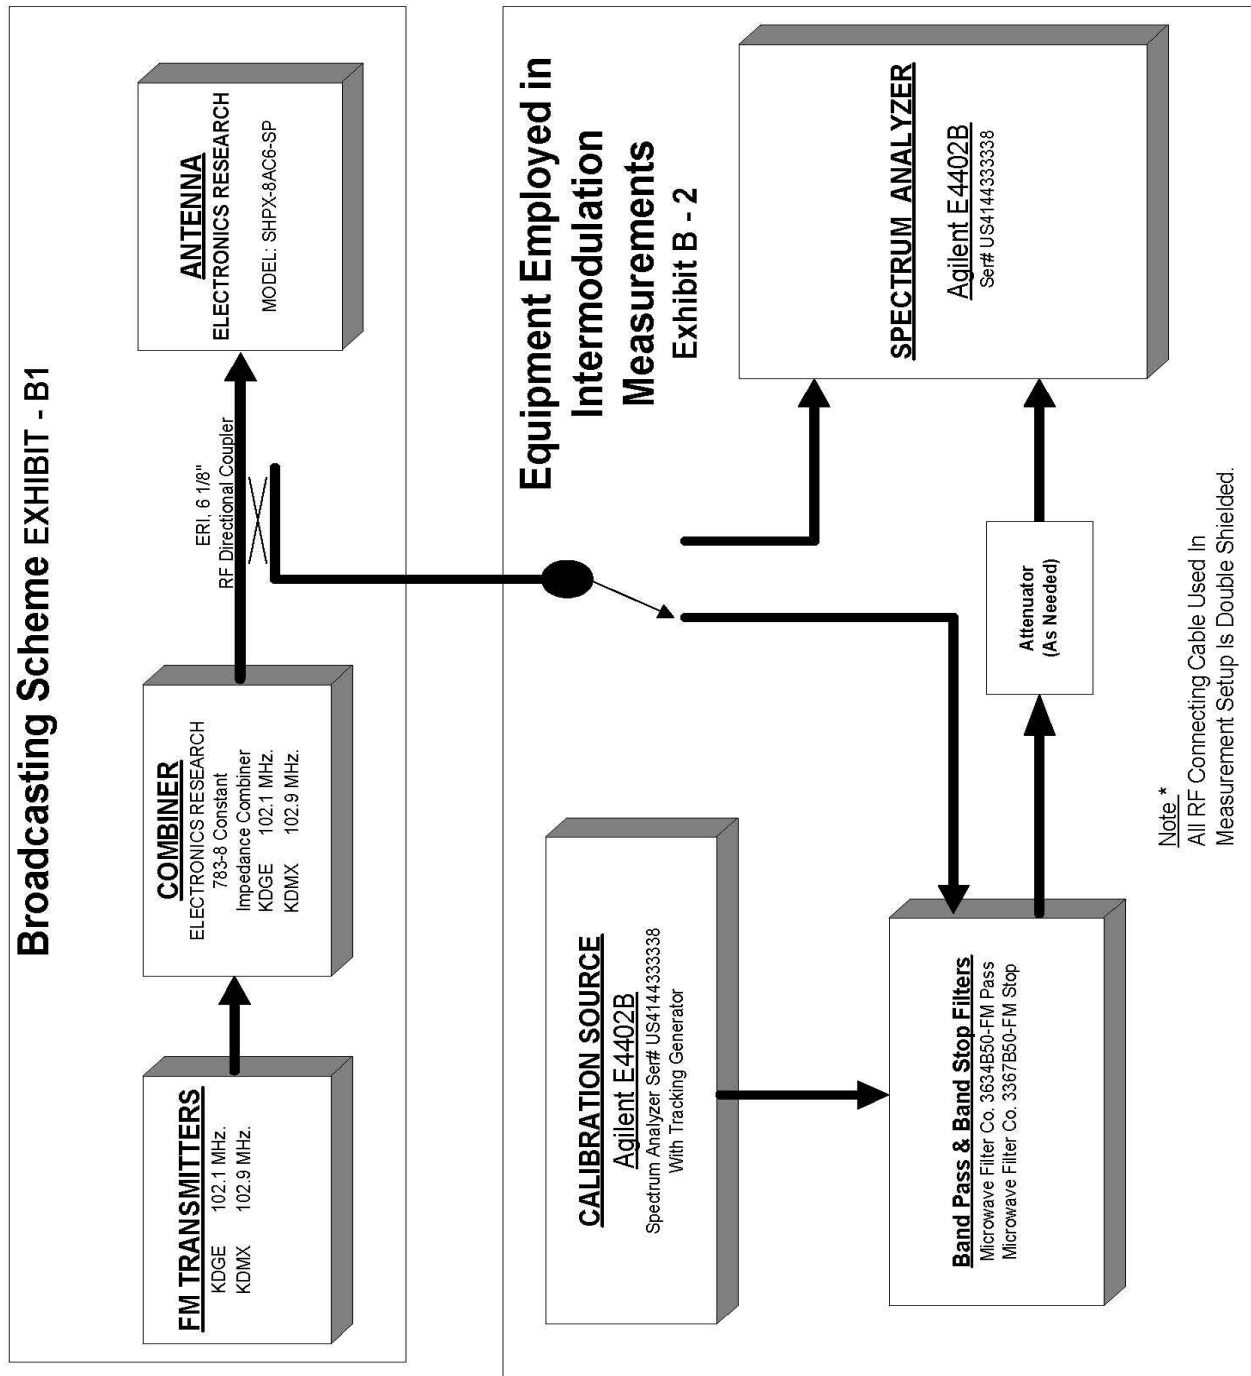 Broadcasting Scheme EXHIBIT - B1
FM TRANSMITTERS
KDGE 102.1 MHz.
KDMX 102.9 MHz.
COMBINER
ELECTRONICS RESEARCH
783-8 Constant
Impedance Combiner
KDGE 102.1 MHz.
KDMX 102.9 MHz.
ERI, 6 1/8"
RF Directional Coupler
ANTENNA
ELECTRONICS RESEARCH
MODEL: SHPX-8AC6-SP
Equipment Employed in
Intermodulation
Measurements
Exhibit B - 2
CALIBRATION SOURCE
Agilent E4402B
Spectrum Analyzer Ser# US4144333338
With Tracking Generator
Band Pass & Band Stop Filters
Microwave Filter Co. 3634B50-FM Pass
Microwave Filter Co. 3367B50-FM Stop
Attenuator
(As Needed)
SPECTRUM ANALYZER
Agilent E4402B
Ser# US4144333338
Note *
All RF Connecting Cable Used In
Measurement Setup Is Double Shielded.